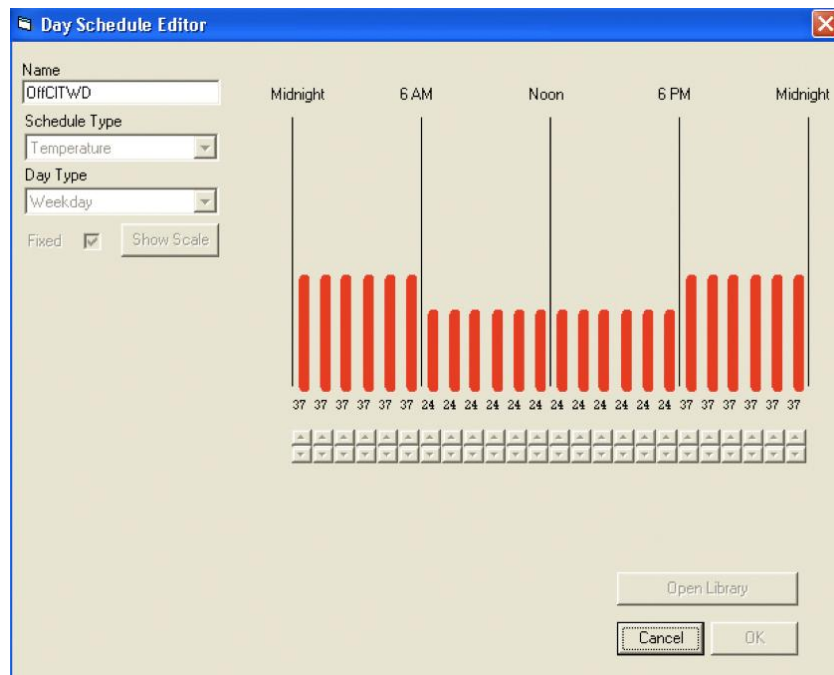 Day Schedule Editor
Name
OffClTWD
Schedule Type
Temperature
Day Type
Weekday
Fixed Show Scale
Midnight 6 AM Noon 6 PM Midnight
37 37 37 37 37 37 24 24 24 24 24 24 24 24 24 24 24 24 37 37 37 37 37 37
Open Library
Cancel OK